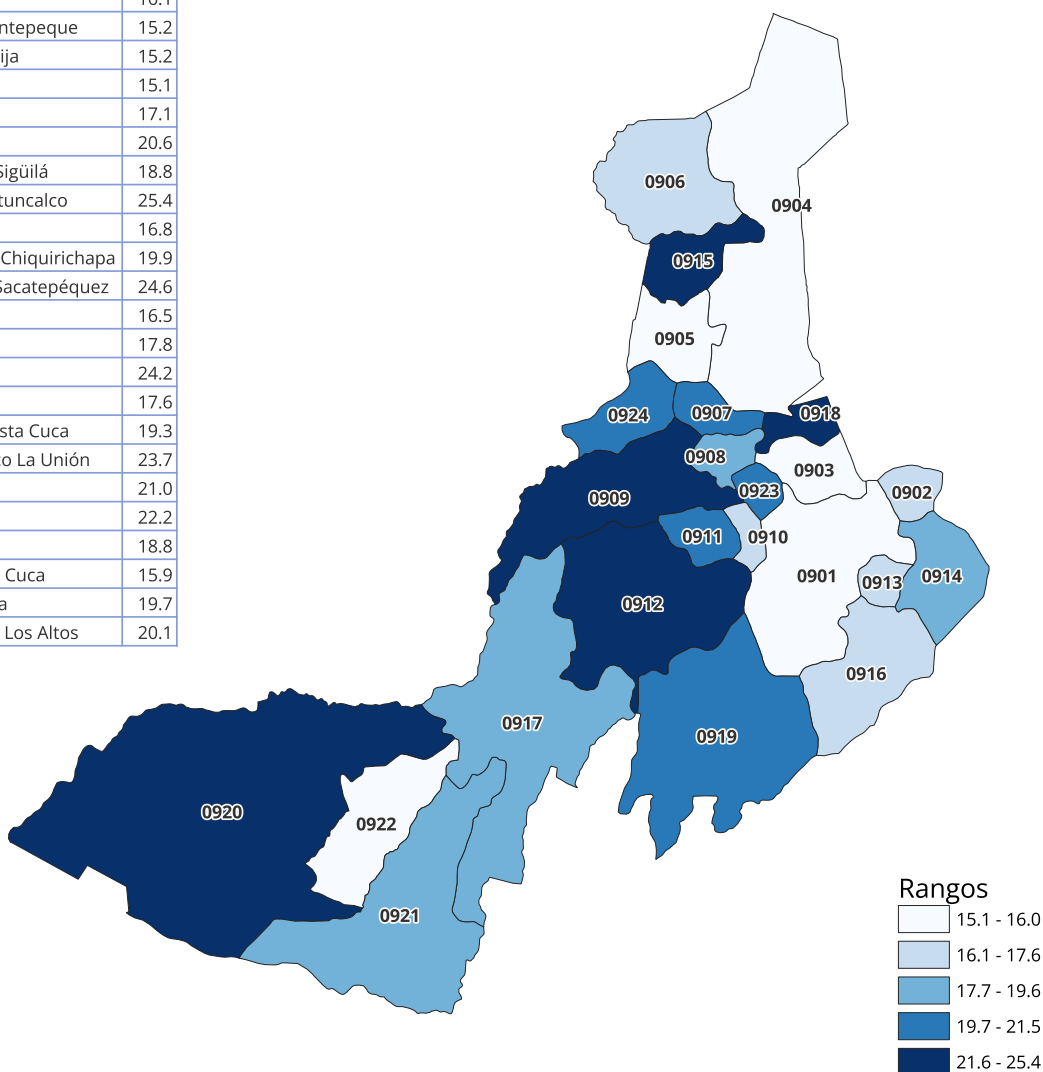 16.1
ntepeque 15.2
ija 15.2
15.1
17.1
20.6
Sigüilá 18.8
tuncalco 25.4
16.8
Chiquirichapa 19.9
Sacatepéquez 24.6
16.5
17.8
24.2
17.6
sta Cuca 19.3
o La Unión 23.7
21.0
22.2
18.8
Cuca 15.9
a 19.7
Los Altos 20.1
0906
0904
0915
0905
0924
0907
0918
0908
0903
0909
0923
0902
0911
0910
0901
0913
0914
0912
0916
0917
0919
0920
0922
0921
Rangos
15.1 - 16.0
16.1 - 17.6
17.7 - 19.6
19.7 - 21.5
21.6 - 25.4